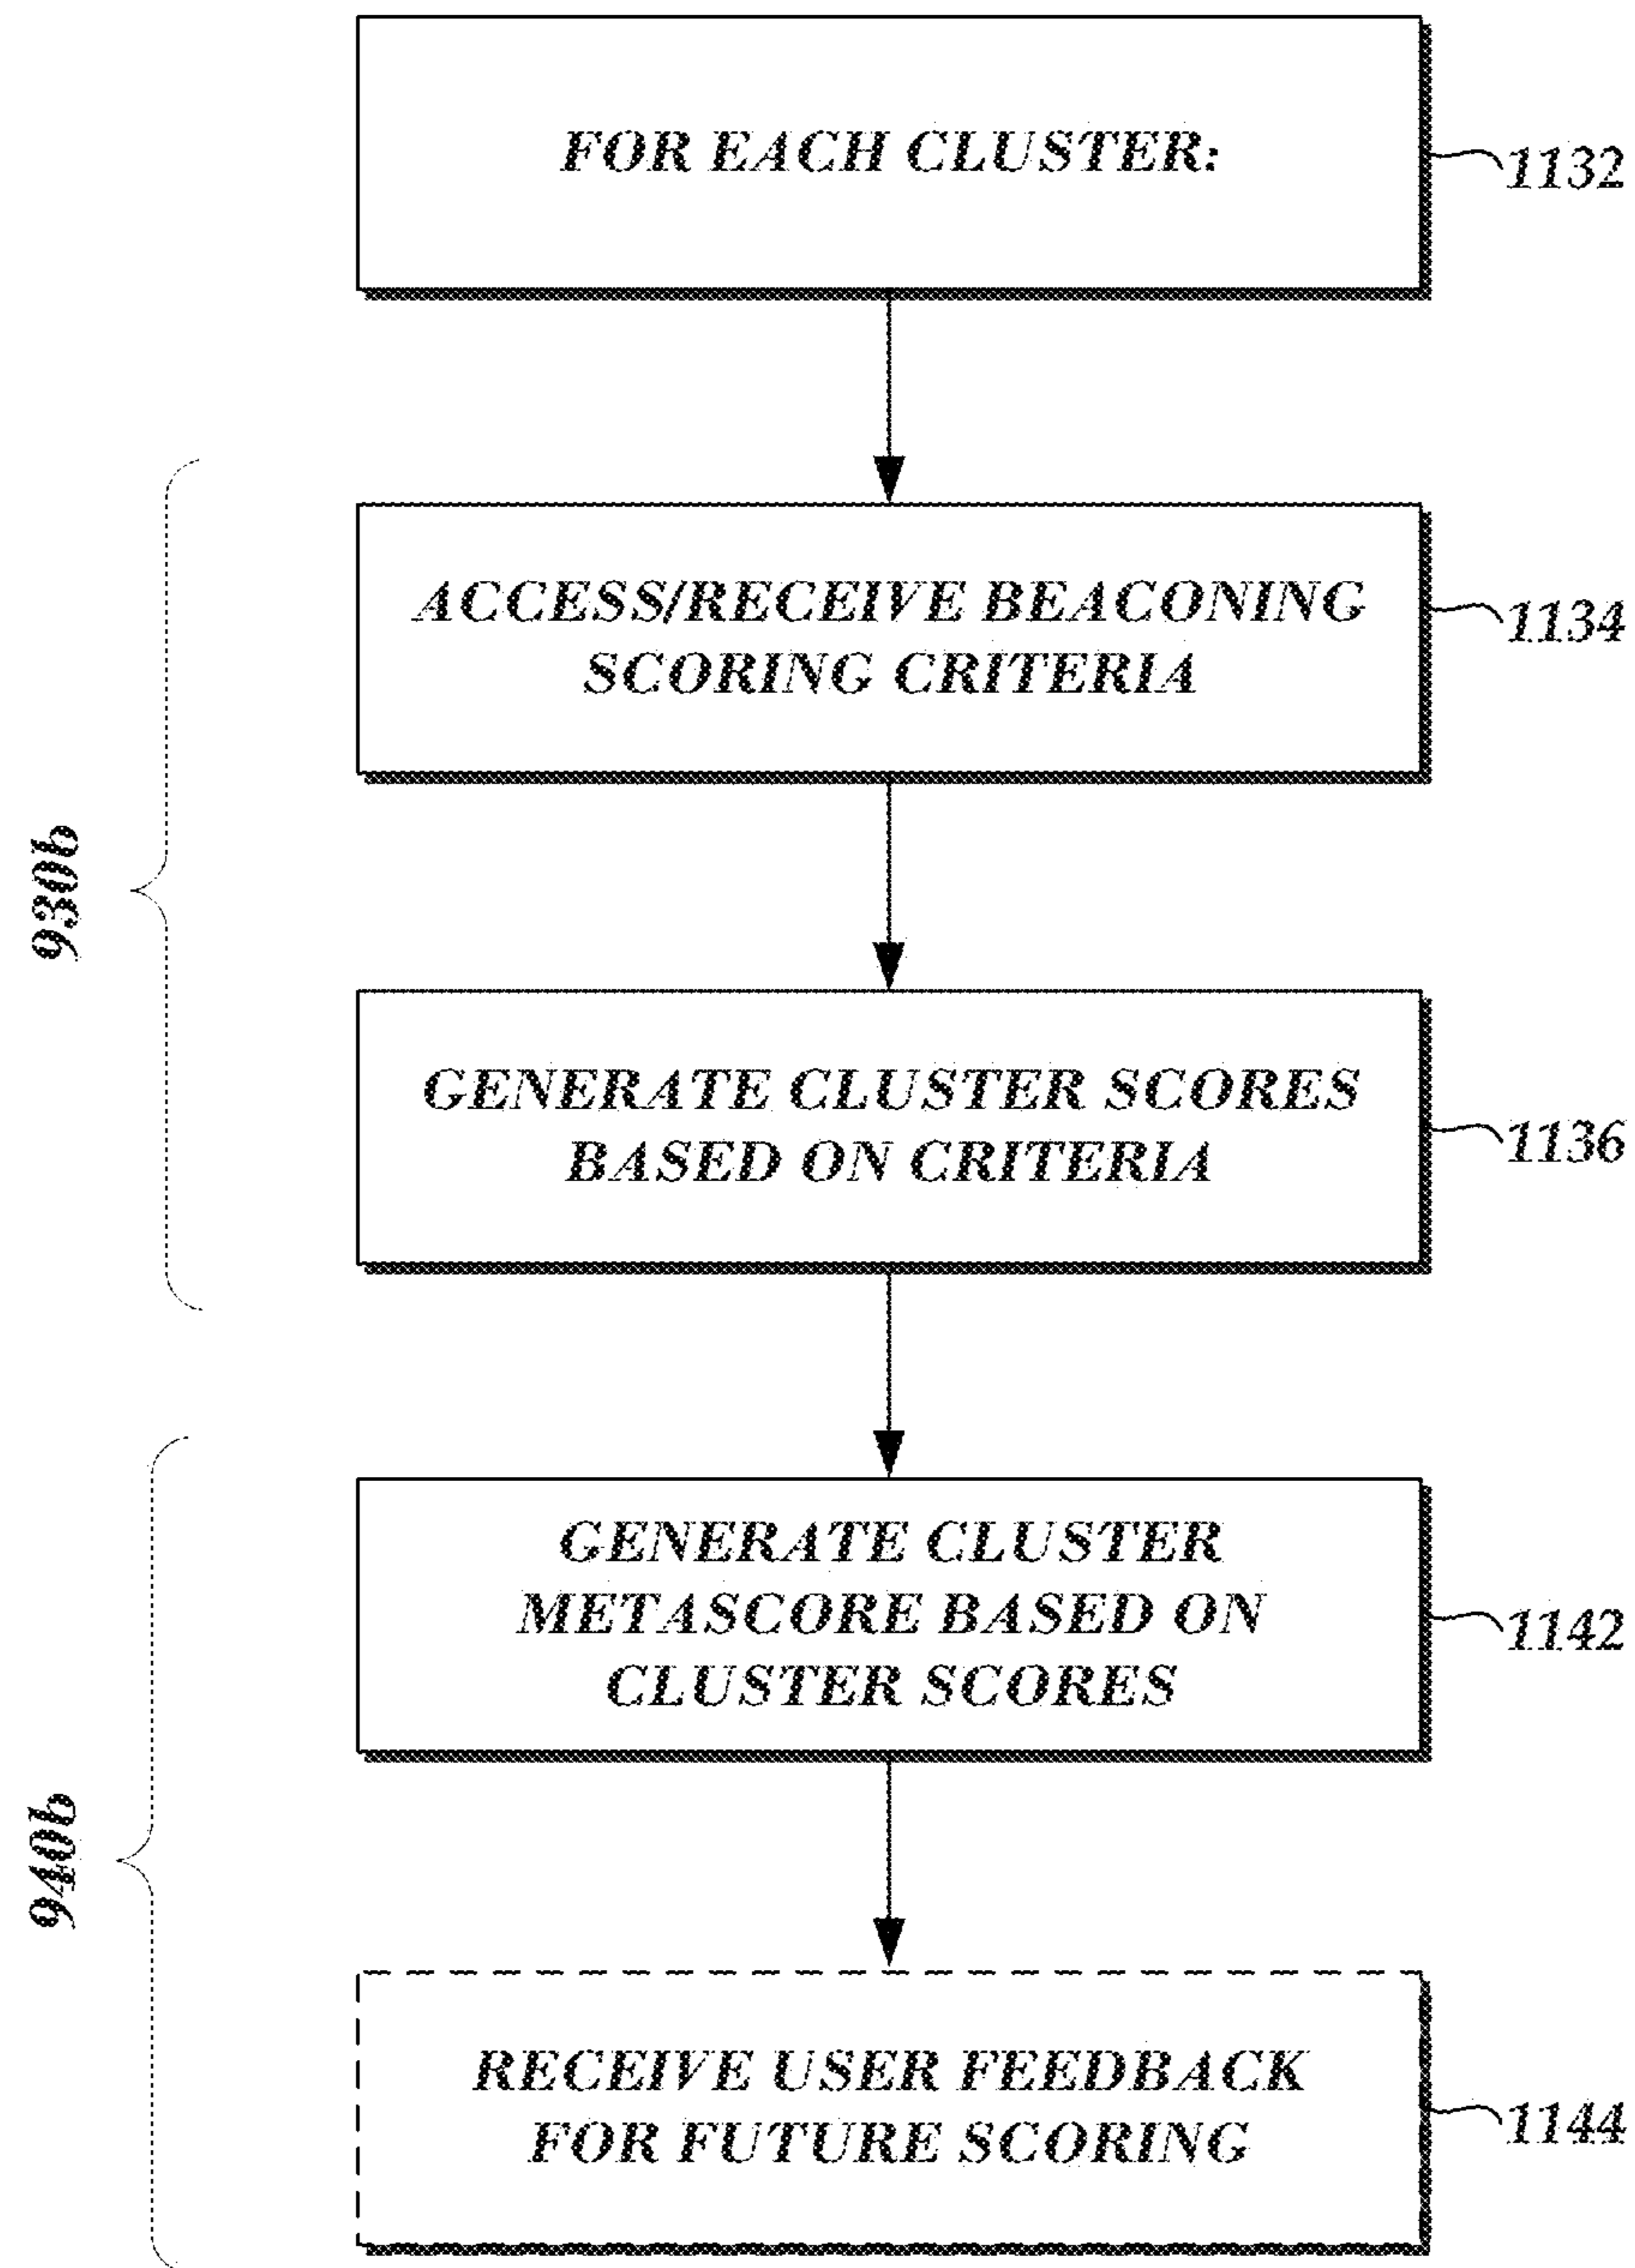 FOR EACH CLUSTER:
1132
930b
ACCESS/RECEIVE BEACONING
SCORING CRITERIA
1134
GENERATE CLUSTER SCORES
BASED ON CRITERIA
1136
940b
GENERATE CLUSTER
METASCORE BASED ON
CLUSTER SCORES
1142
RECEIVE USER FEEDBACK
FOR FUTURE SCORING
1144